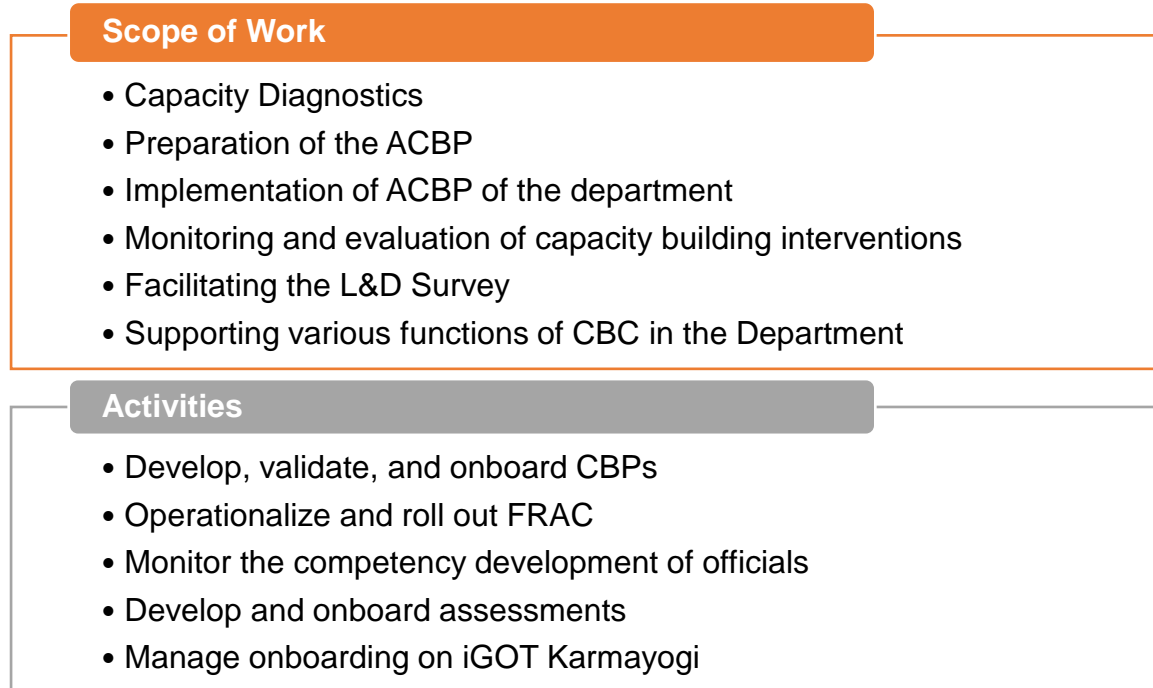 Scope of Work
• Capacity Diagnostics
• Preparation of the ACBP
• Implementation of ACBP of the department
• Monitoring and evaluation of capacity building interventions
• Facilitating the L&D Survey
• Supporting various functions of CBC in the Department
Activities
• Develop, validate, and onboard CBPs
• Operationalize and roll out FRAC
• Monitor the competency development of officials
• Develop and onboard assessments
• Manage onboarding on iGOT Karmayogi